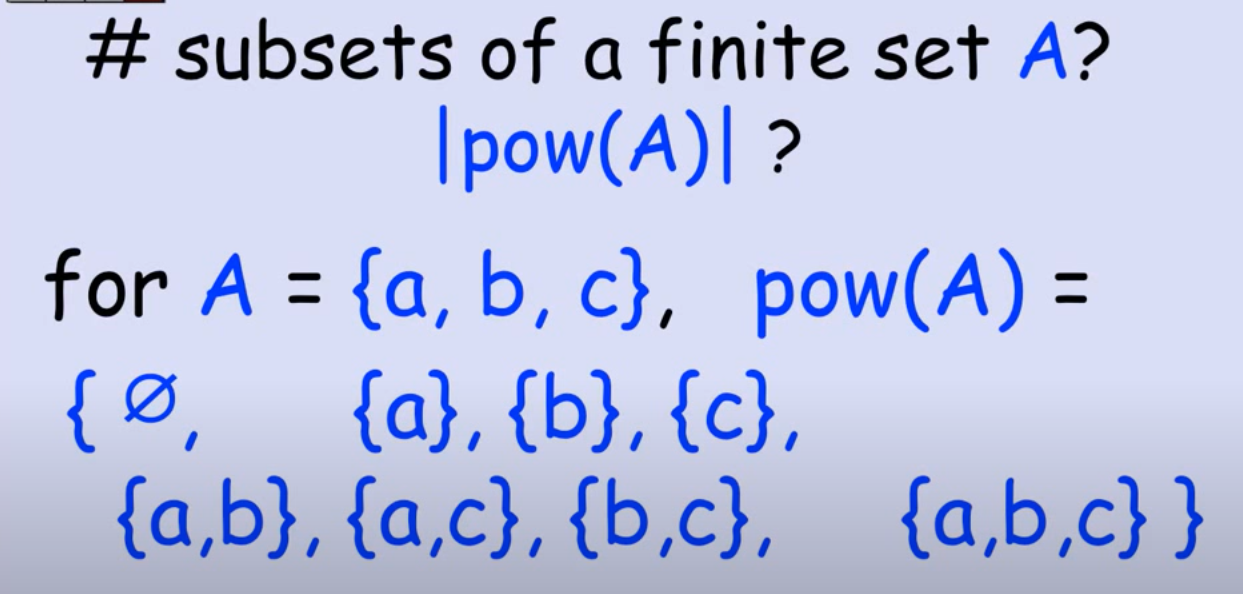 # subsets of a finite set A?
|pow(A)| ?
for A = {a, b, c}, pow(A) =
{ ∅, {a}, {b}, {c},
{a,b}, {a,c}, {b,c}, {a,b,c} }